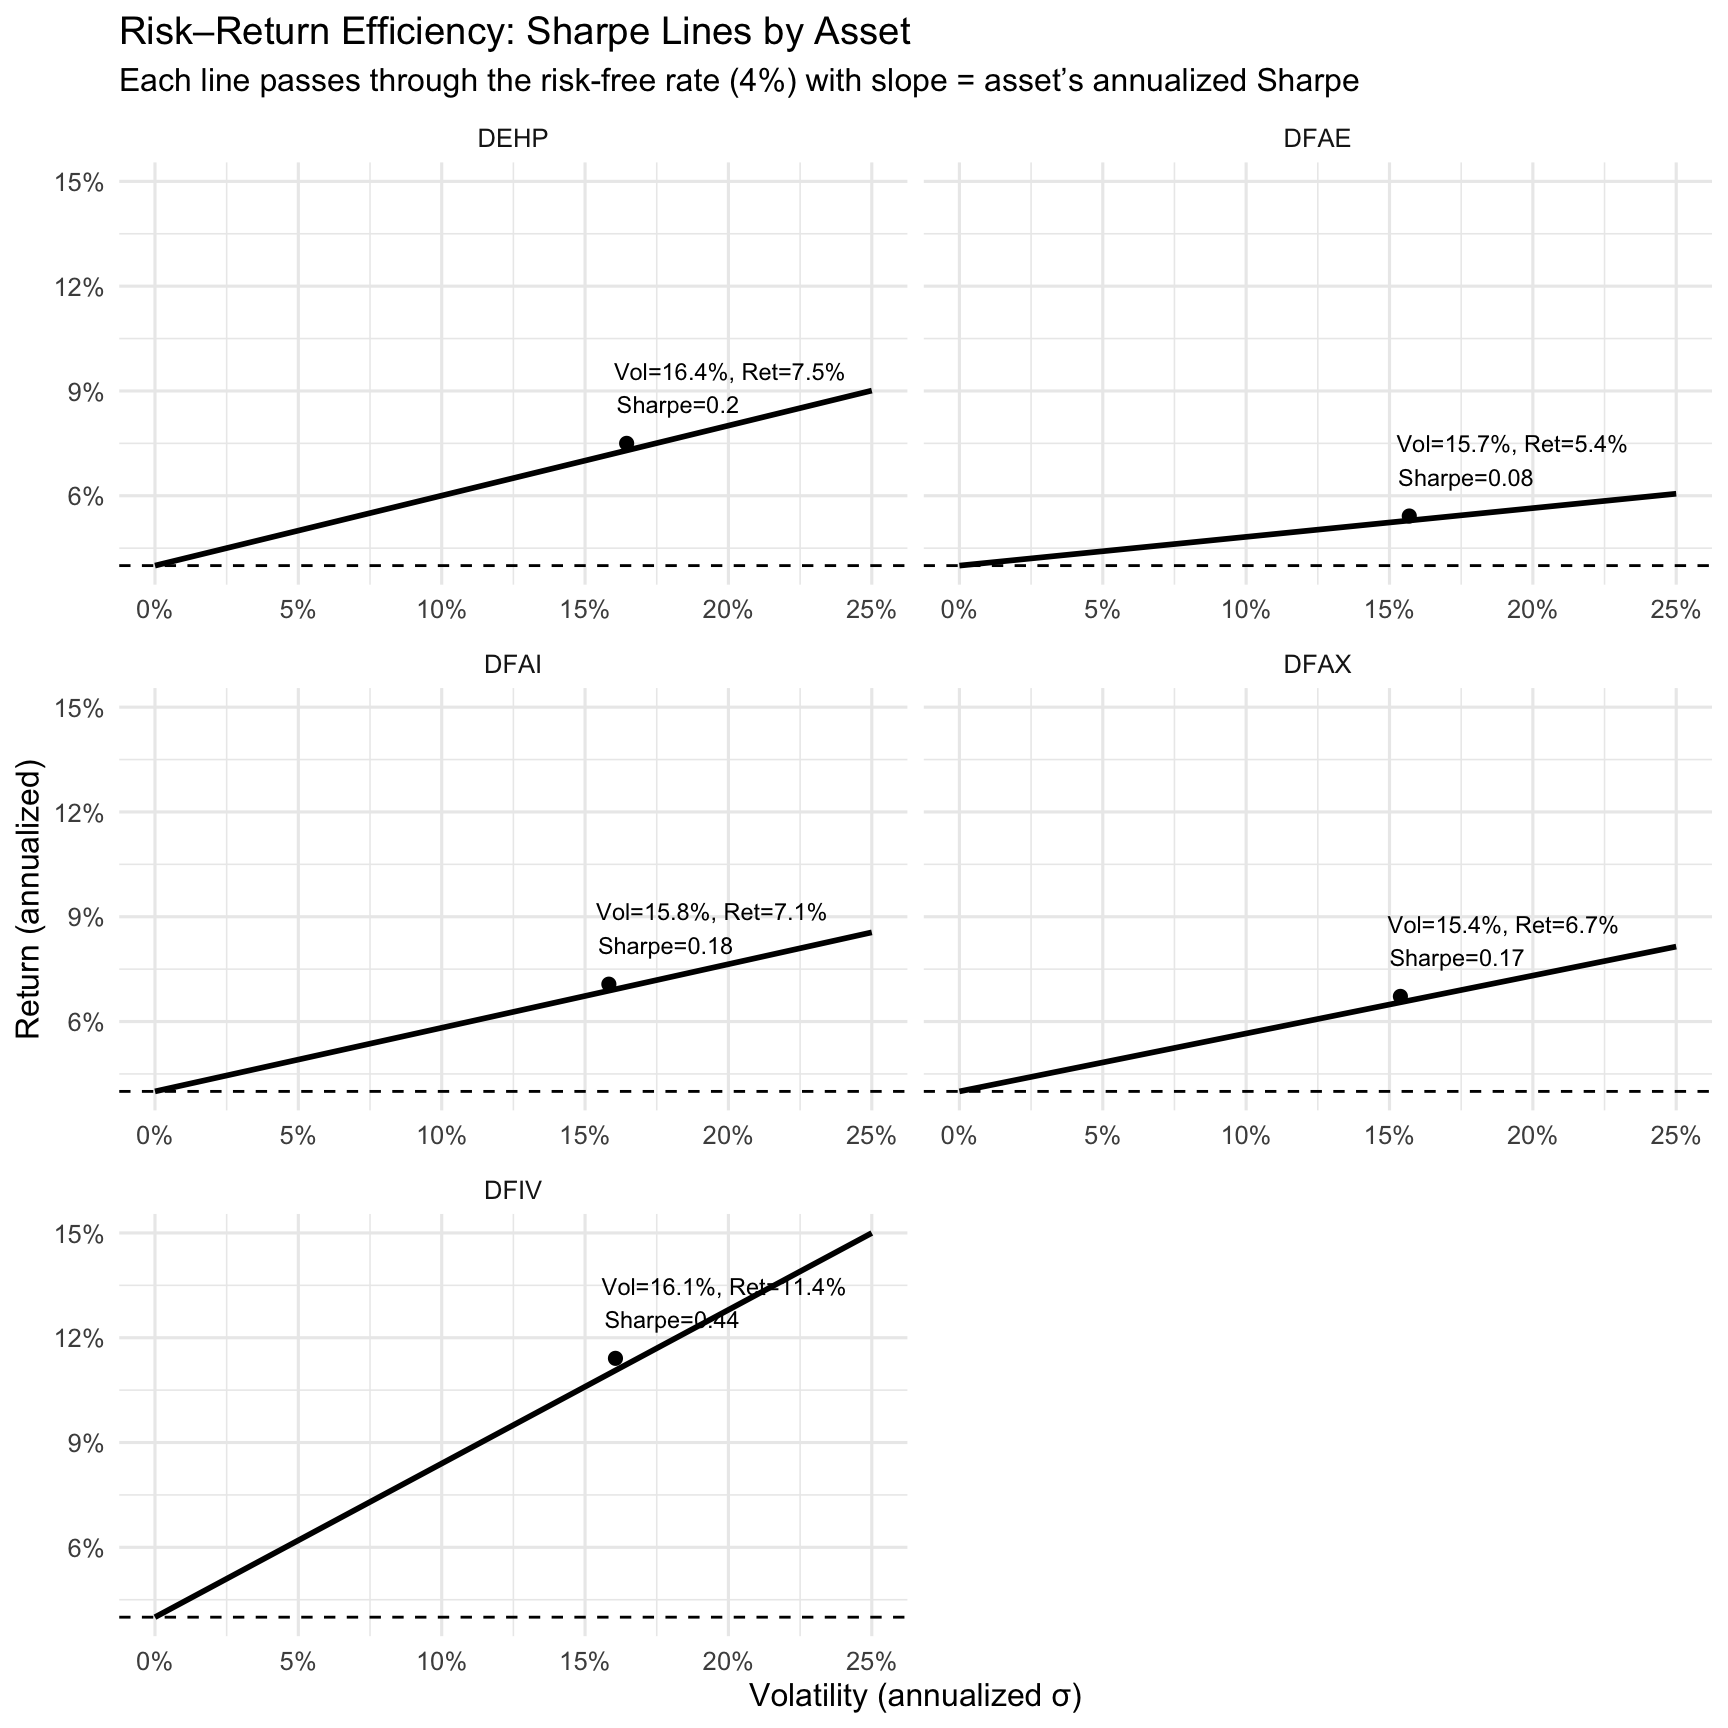 Risk–Return Efficiency: Sharpe Lines by Asset
Each line passes through the risk-free rate (4%) with slope = asset’s annualized Sharpe
DEHP
DFAE
15%
12%
9%
6%
Vol=16.4%, Ret=7.5%
Sharpe=0.2
Vol=15.7%, Ret=5.4%
Sharpe=0.08
0% 5% 10% 15% 20% 25%
0% 5% 10% 15% 20% 25%
DFAI
DFAX
15%
12%
9%
6%
Vol=15.8%, Ret=7.1%
Sharpe=0.18
Vol=15.4%, Ret=6.7%
Sharpe=0.17
0% 5% 10% 15% 20% 25%
0% 5% 10% 15% 20% 25%
Return (annualized)
DFIV
15%
12%
9%
6%
Vol=16.1%, Ret=11.4%
Sharpe=0.44
0% 5% 10% 15% 20% 25%
Volatility (annualized σ)